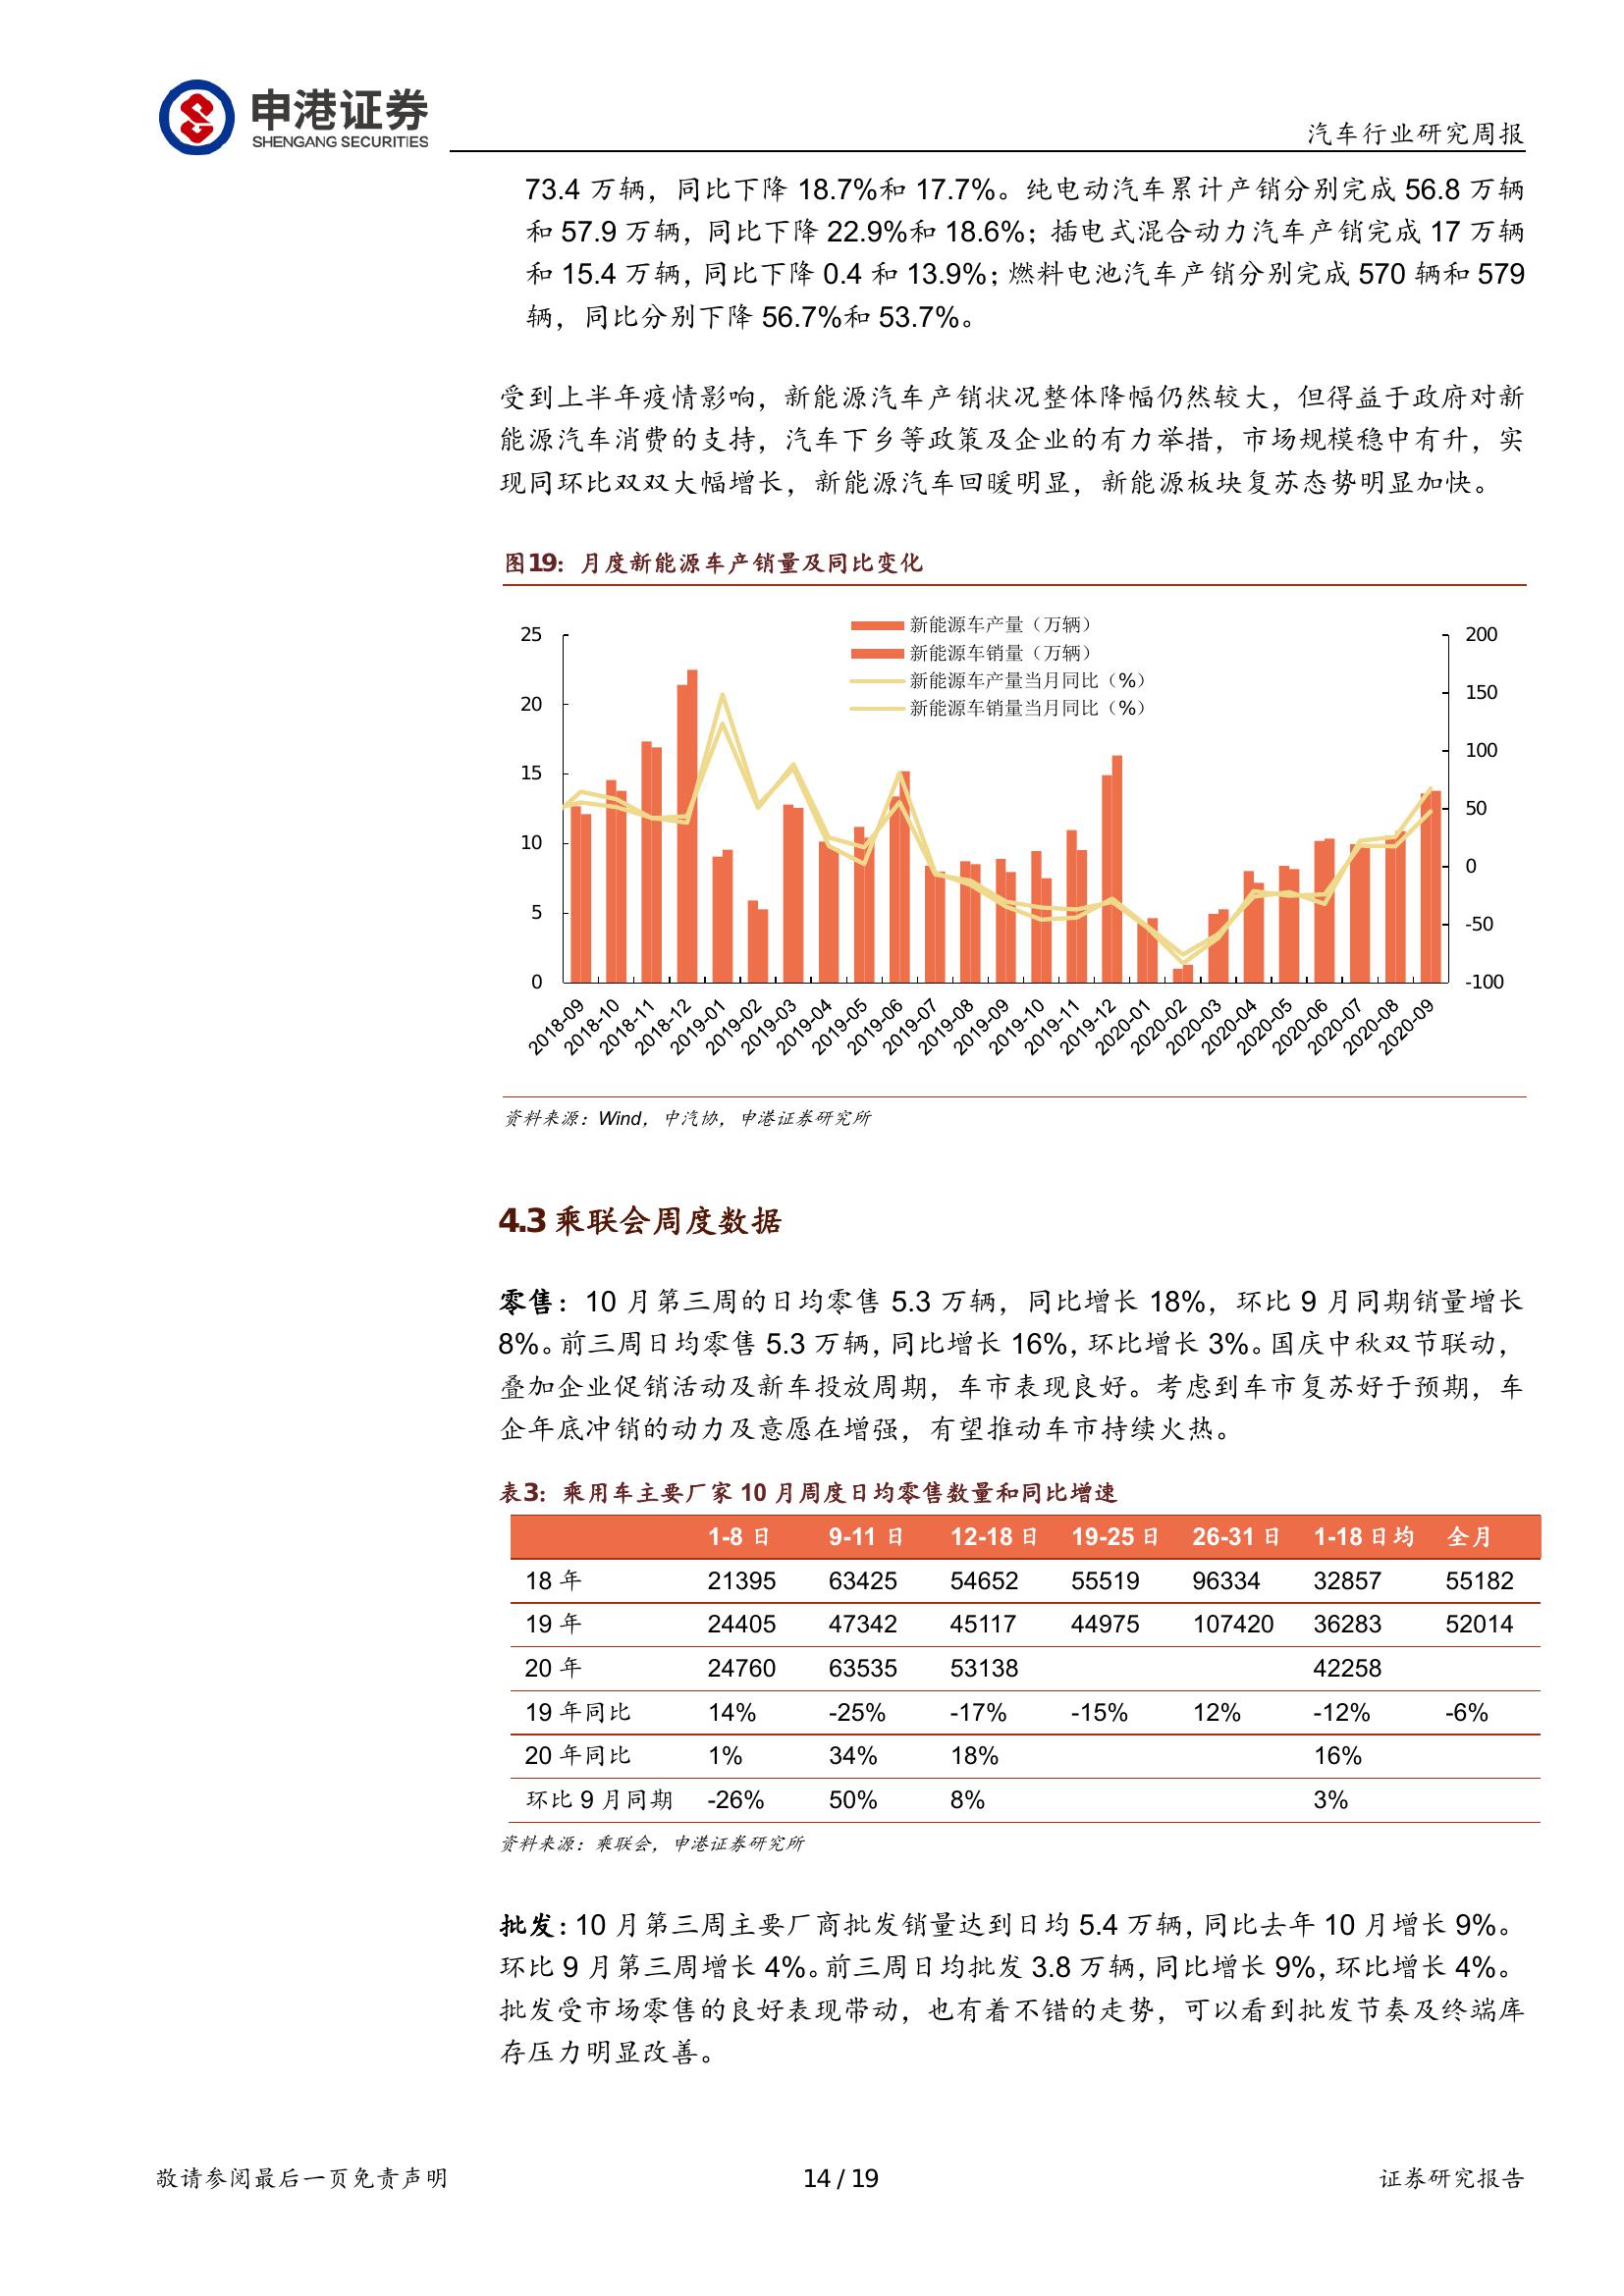 申港证券
SHENGANG SECURITIES
汽车行业研究周报
73.4 万辆，同比下降 18.7%和 17.7%。纯电动汽车累计产销分别完成 56.8 万辆
和 57.9 万辆，同比下降 22.9%和 18.6%；插电式混合动力汽车产销完成 17 万辆
和 15.4 万辆，同比下降 0.4 和 13.9%；燃料电池汽车产销分别完成 570 辆和 579
辆，同比分别下降 56.7%和 53.7%。
受到上半年疫情影响，新能源汽车产销状况整体降幅仍然较大，但得益于政府对新
能源汽车消费的支持，汽车下乡等政策及企业的有力举措，市场规模稳中有升，实
现同环比双双大幅增长，新能源汽车回暖明显，新能源板块复苏态势明显加快。
图19：月度新能源车产销量及同比变化
新能源车产量（万辆）
新能源车销量（万辆）
新能源车产量当月同比（%）
新能源车销量当月同比（%）
25
20
15
10
5
0
200
150
100
50
0
-50
-100
2018-09
2018-10
2018-11
2018-12
2019-01
2019-02
2019-03
2019-04
2019-05
2019-06
2019-07
2019-08
2019-09
2019-10
2019-11
2019-12
2020-01
2020-02
2020-03
2020-04
2020-05
2020-06
2020-07
2020-08
2020-09
资料来源：Wind，中汽协，申港证券研究所
4.3 乘联会周度数据
零售：10 月第三周的日均零售 5.3 万辆，同比增长 18%，环比 9 月同期销量增长
8%。前三周日均零售 5.3 万辆，同比增长 16%，环比增长 3%。国庆中秋双节联动，
叠加企业促销活动及新车投放周期，车市表现良好。考虑到车市复苏好于预期，车
企年底冲销的动力及意愿在增强，有望推动车市持续火热。
表3：乘用车主要厂家 10 月周度日均零售数量和同比增速
1-8 日 9-11 日 12-18 日 19-25 日 26-31 日 1-18 日均 全月
18 年 21395 63425 54652 55519 96334 32857 55182
19 年 24405 47342 45117 44975 107420 36283 52014
20 年 24760 63535 53138 42258
19 年同比 14% -25% -17% -15% 12% -12% -6%
20 年同比 1% 34% 18% 16%
环比 9 月同期 -26% 50% 8% 3%
资料来源：乘联会，申港证券研究所
批发：10 月第三周主要厂商批发销量达到日均 5.4 万辆，同比去年 10 月增长 9%。
环比 9 月第三周增长 4%。前三周日均批发 3.8 万辆，同比增长 9%，环比增长 4%。
批发受市场零售的良好表现带动，也有着不错的走势，可以看到批发节奏及终端库
存压力明显改善。
敬请参阅最后一页免责声明
14 / 19
证券研究报告